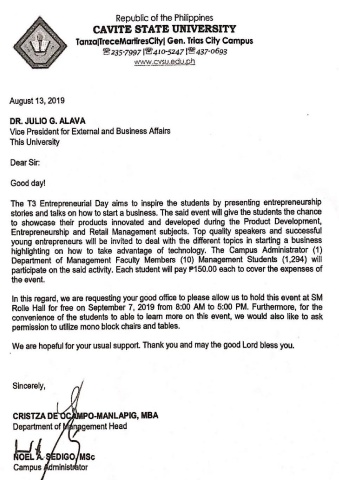 Republic of the Philippines
CAVITE STATE UNIVERSITY
Tanza|TreceMartiresCity| Gen. Trias City Campus
☎235-7997 |☎410-5247 |☎437-0693
www.cvsu.edu.ph
August 13, 2019
DR. JULIO G. ALAVA
Vice President for External and Business Affairs
This University
Dear Sir:
Good day!
The T3 Entrepreneurial Day aims to inspire the students by presenting entrepreneurship
stories and talks on how to start a business. The said event will give the students the chance
to showcase their products innovated and developed during the Product Development,
Entrepreneurship and Retail Management subjects. Top quality speakers and successful
young entrepreneurs will be invited to deal with the different topics in starting a business
highlighting on how to take advantage of technology. The Campus Administrator (1)
Department of Management Faculty Members (10) Management Students (1,294) will
participate on the said activity. Each student will pay ₱150.00 each to cover the expenses of
the event.
In this regard, we are requesting your good office to please allow us to hold this event at SM
Rolle Hall for free on September 7, 2019 from 8:00 AM to 5:00 PM. Furthermore, for the
convenience of the students to able to learn more on this event, we would also like to ask
permission to utilize mono block chairs and tables.
We are hopeful for your usual support. Thank you and may the good Lord bless you.
Sincerely,
CRISTZA DE OCAMPO-MANLAPIG, MBA
Department of Management Head
NOEL A. SEDIGO, MSc
Campus Administrator